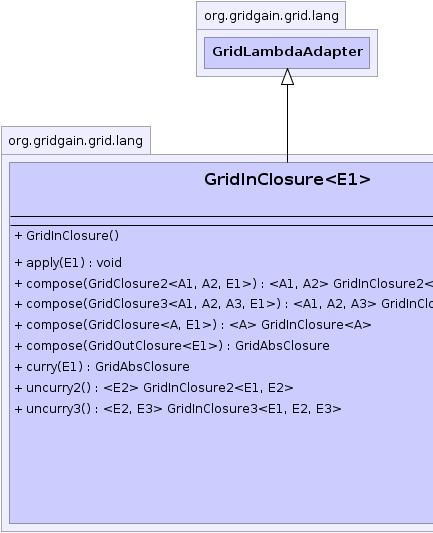 org.gridgain.grid.lang
GridLambdaAdapter
org.gridgain.grid.lang
GridInClosure<E1>
+ GridInClosure()
+ apply(E1) : void
+ compose(GridClosure2<A1, A2, E1>) : <A1, A2> GridInClosure2<
+ compose(GridClosure3<A1, A2, A3, E1>) : <A1, A2, A3> GridInClo
+ compose(GridClosure<A, E1>) : <A> GridInClosure<A>
+ compose(GridOutClosure<E1>) : GridAbsClosure
+ curry(E1) : GridAbsClosure
+ uncurry2() : <E2> GridInClosure2<E1, E2>
+ uncurry3() : <E2, E3> GridInClosure3<E1, E2, E3>